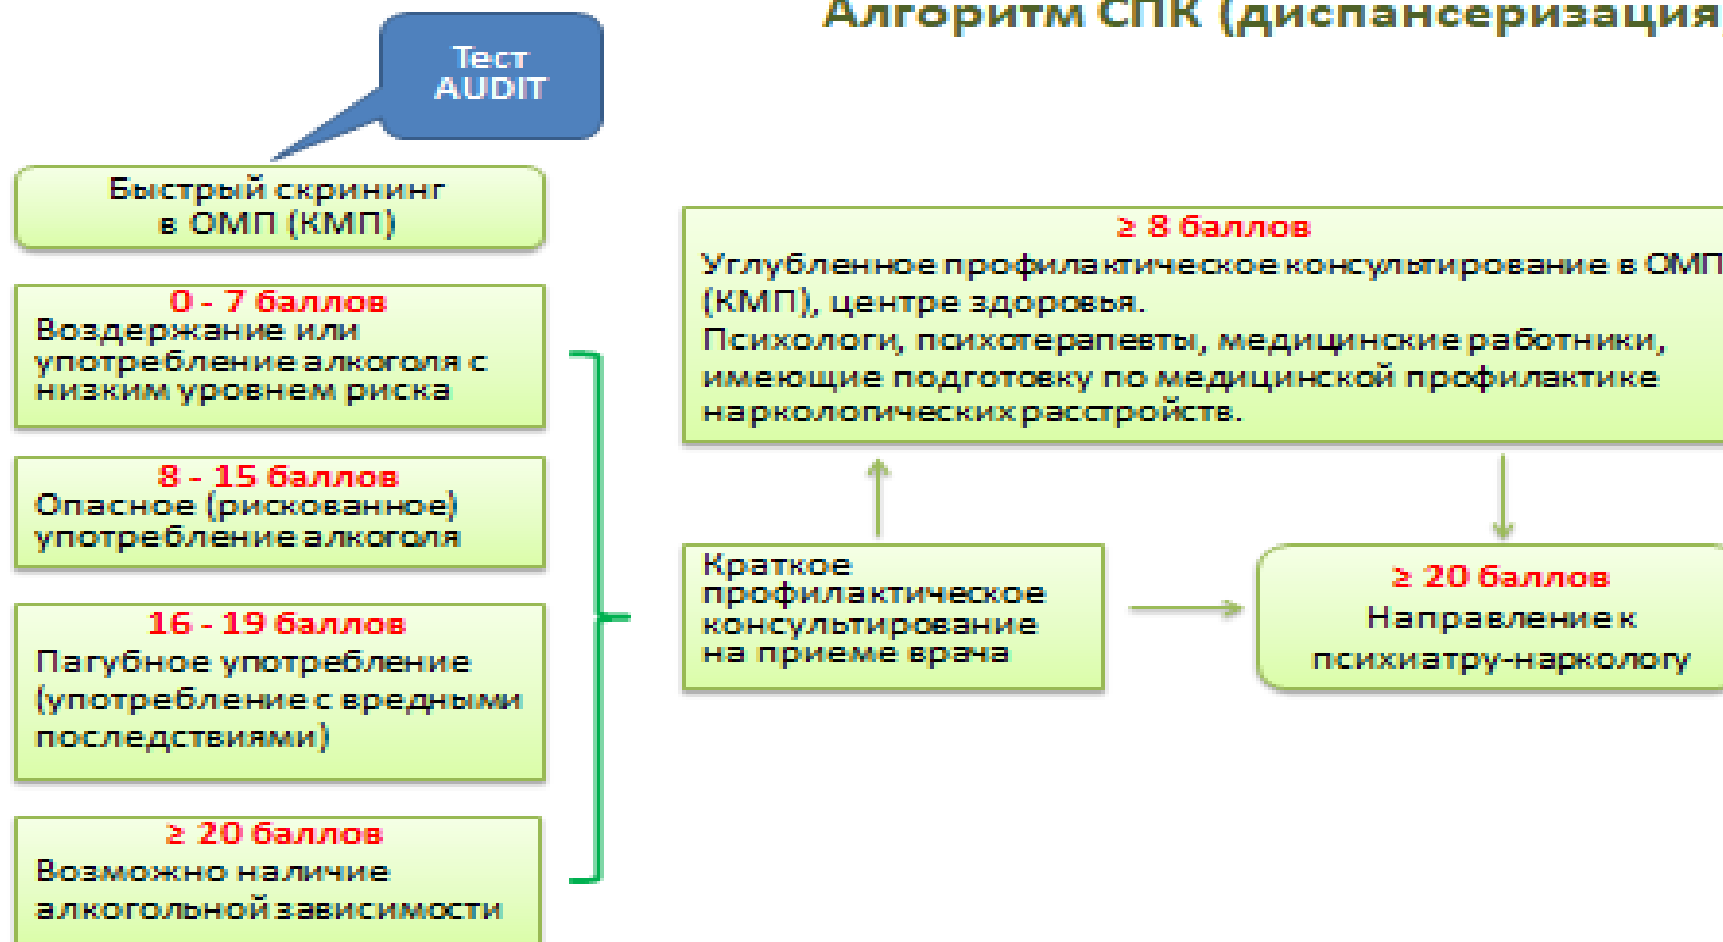 Алгоритм СПК (диспансеризация)
Тест
AUDIT
Быстрый скрининг
в ОМП (КМП)
0 - 7 баллов
Воздержание или
употребление алкоголя с
низким уровнем риска
8 - 15 баллов
Опасное (рискованное)
употребление алкоголя
16 - 19 баллов
Пагубное употребление
(употребление с вредными
последствиями)
≥ 20 баллов
Возможно наличие
алкогольной зависимости
≥ 8 баллов
Углубленное профилактическое консультирование в ОМП
(КМП), центре здоровья.
Психологи, психотерапевты, медицинские работники,
имеющие подготовку по медицинской профилактике
наркологических расстройств.
Краткое
профилактическое
консультирование
на приеме врача
≥ 20 баллов
Направление к
психиатру-наркологу